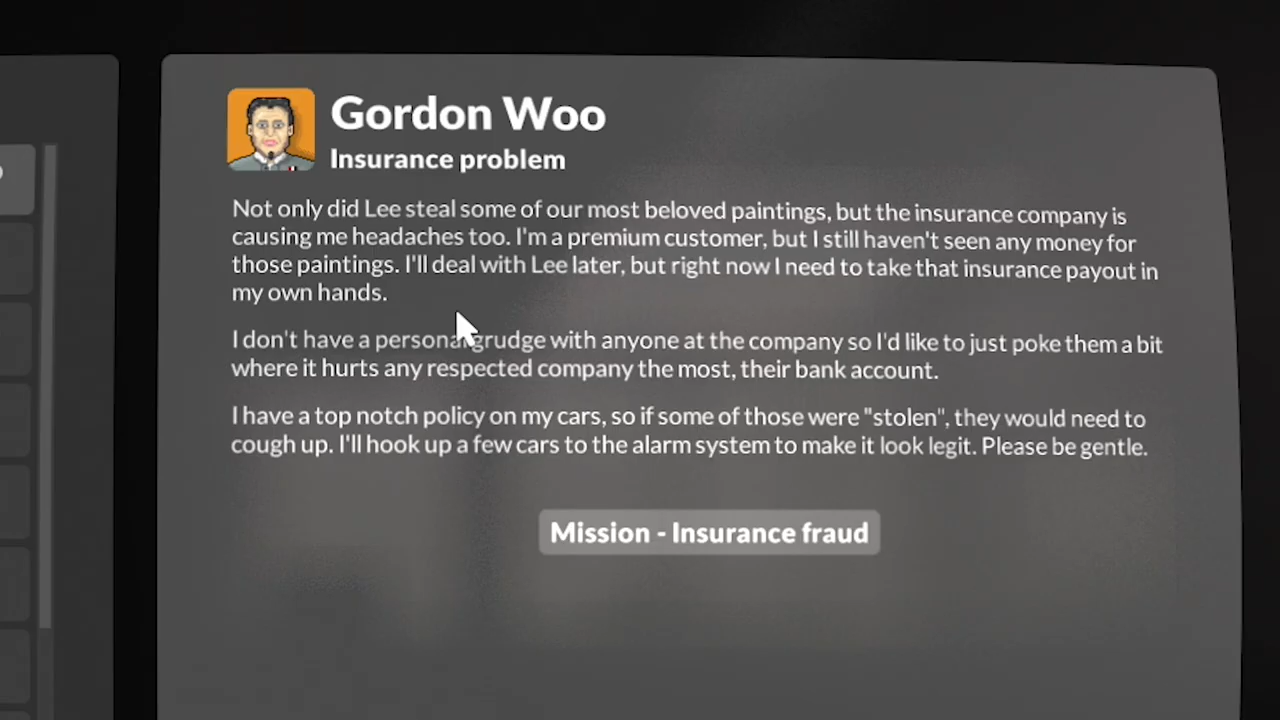 Gordon Woo
Insurance problem
Not only did Lee steal some of our most beloved paintings, but the insurance company is
causing me headaches too. I'm a premium customer, but I still haven't seen any money for
those paintings. I'll deal with Lee later, but right now I need to take that insurance payout in
my own hands.
I don't have a personal grudge with anyone at the company so I'd like to just poke them a bit
where it hurts any respected company the most, their bank account.
I have a top notch policy on my cars, so if some of those were "stolen", they would need to
cough up. I'll hook up a few cars to the alarm system to make it look legit. Please be gentle.
Mission - Insurance fraud